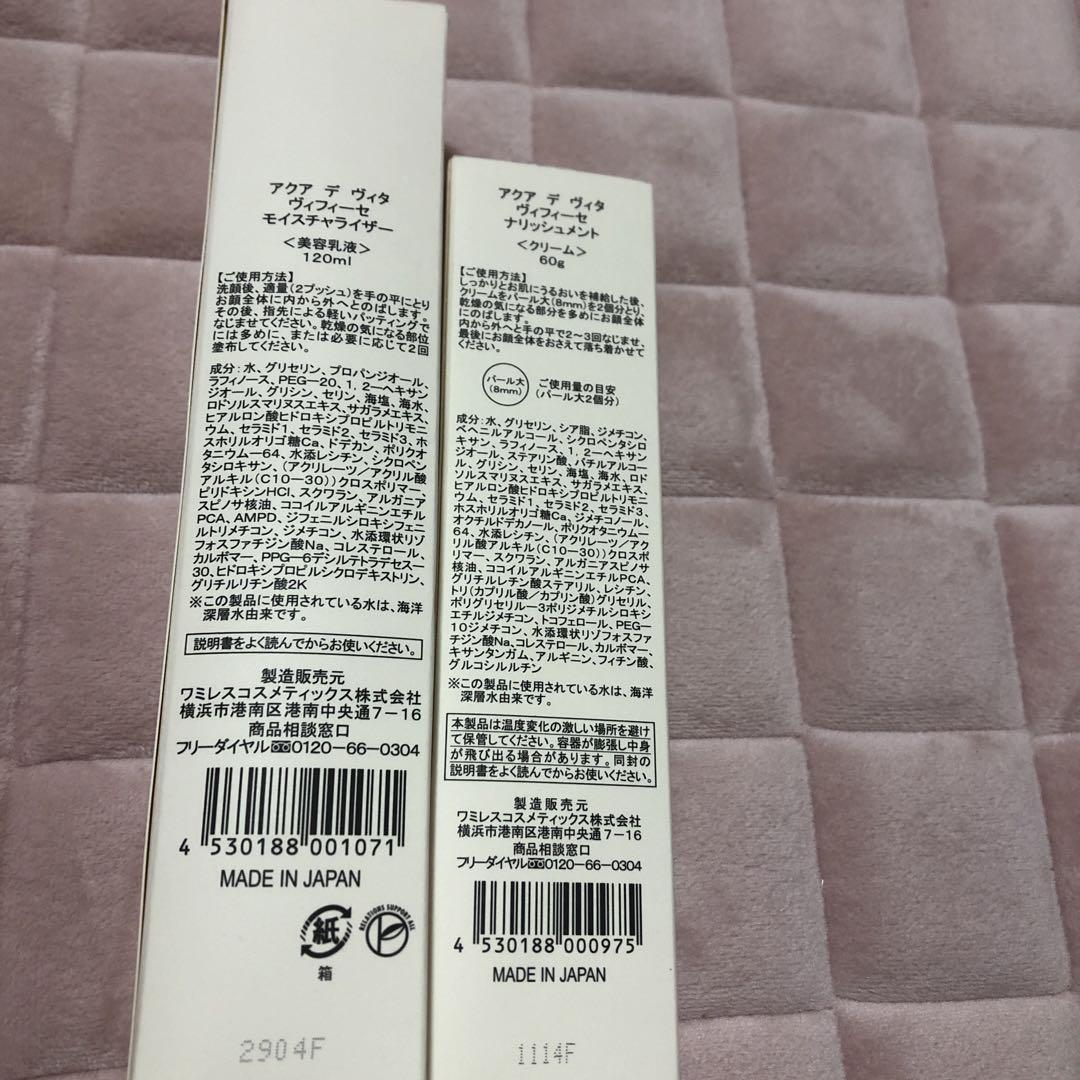 アクア デ ヴィタ
ヴィフィーセ
モイスチャライザー
＜美容乳液＞
120ml
【ご使用方法】
洗顔後、適量(2プッシュ)を手の平にとり
お顔全体に内から外へとのばします。
その後、指先による軽いパッティングで
なじませてください。乾燥の気になる部位
には多めに、または必要に応じて2回
塗布してください。
成分：水、グリセリン、プロパンジオール、
ラフィノース、PEG－20、1，2－ヘキサン
ジオール、グリシン、セリン、海塩、海水、
ロドソルスマリヌスエキス、サガラメエキス、
ヒアルロン酸ヒドロキシプロピルトリモニ
ウム、セラミド1、セラミド2、セラミド3、ホ
スホリルオリゴ糖Ca、ドデカン、ポリクオ
タニウム－64、水添レシチン、シクロペン
タシロキサン、(アクリレーツ／アクリル酸
アルキル(C10－30))クロスポリマー、
ピリドキシンHCl、スクワラン、アルガニア
スピノサ核油、ココイルアルギニンエチル
PCA、AMPD、ジフェニルシロキシフェニ
ルトリメチコン、ジメチコン、水添環状リゾ
フォスファチジン酸Na、コレステロール、
カルボマー、PPG－6デシルテトラデセス－
30、ヒドロキシプロピルシクロデキストリン、
グリチルリチン酸2K
※この製品に使用されている水は、海洋
深層水由来です。
説明書をよく読んでからお使いください。
製造販売元
ワミレスコスメティックス株式会社
横浜市港南区港南中央通7－16
商品相談窓口
フリーダイヤル0120－66－0304
4 530188 001071
MADE IN JAPAN
紙
箱
RELATIONS SUPPORT ALL
2904F
アクア デ ヴィタ
ヴィフィーセ
ナリッシュメント
＜クリーム＞
60g
【ご使用方法】
しっかりとお肌にうるおいを補給した後、
クリームをパール大(8mm)を2個分とり、
乾燥の気になる部分を多めにお顔全体
にのばします。
内から外へと手の平で2～3回なじませ、
最後にお顔全体をおさえて落ち着かせて
ください。
パール大
(8mm)
ご使用量の目安
(パール大2個分)
成分：水、グリセリン、シア脂、ジメチコン、
ベヘニルアルコール、シクロペンタシロ
キサン、ラフィノース、1，2－ヘキサン
ジオール、ステアリン酸、バチルアルコー
ル、グリシン、セリン、海塩、海水、ロド
ソルスマリヌスエキス、サガラメエキス、
ヒアルロン酸ヒドロキシプロピルトリモニ
ウム、セラミド1、セラミド2、セラミド3、
ホスホリルオリゴ糖Ca、ジメチコノール、
オクチルドデカノール、ポリクオタニウム－
64、水添レシチン、(アクリレーツ／アク
リル酸アルキル(C10－30))クロスポ
リマー、スクワラン、アルガニアスピノサ
核油、ココイルアルギニンエチルPCA、
グリチルレチン酸ステアリル、レシチン、
トリ(カプリル酸／カプリン酸)グリセリル、
ポリグリセリル－3ポリジメチルシロキシ
エチルジメチコン、トコフェロール、PEG－
10ジメチコン、水添環状リゾフォスファ
チジン酸Na、コレステロール、カルボマー、
キサンタンガム、アルギニン、フィチン酸、
グルコシルルチン
※この製品に使用されている水は、海洋
深層水由来です。
本製品は温度変化の激しい場所を避け
て保管してください。容器が膨張し中身
が飛び出る場合があります。同封の
説明書をよく読んでからお使いください。
製造販売元
ワミレスコスメティックス株式会社
横浜市港南区港南中央通7－16
商品相談窓口
フリーダイヤル0120－66－0304
4 530188 000975
MADE IN JAPAN
1114F